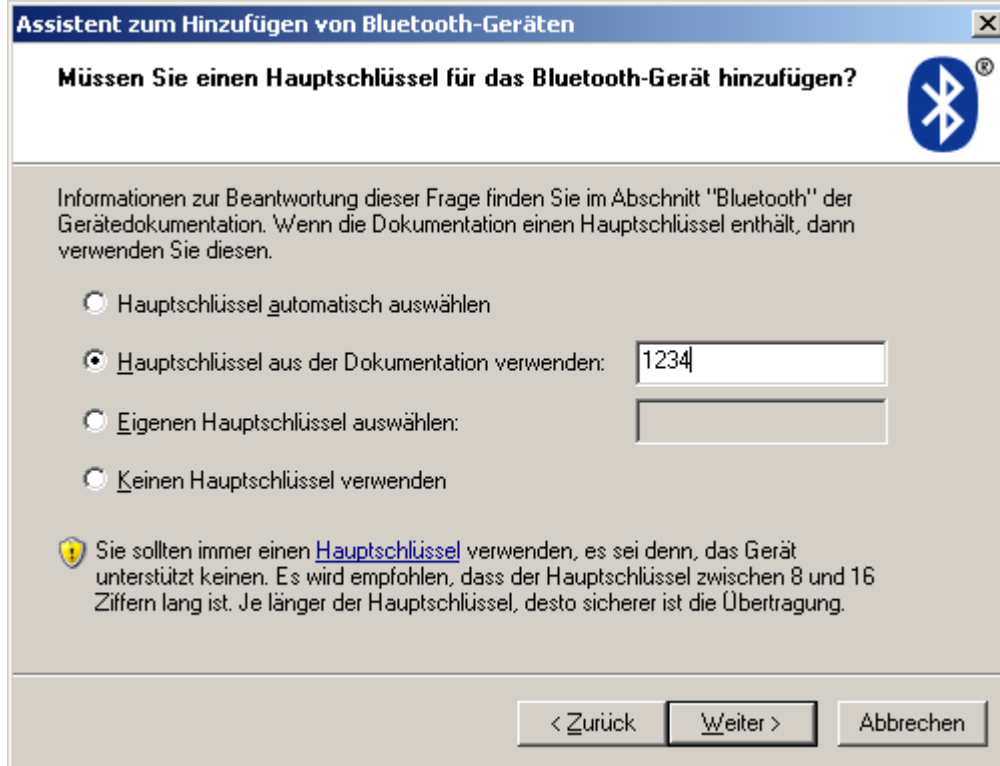 Assistent zum Hinzufügen von Bluetooth-Geräten
Müssen Sie einen Hauptschlüssel für das Bluetooth-Gerät hinzufügen?
®
Informationen zur Beantwortung dieser Frage finden Sie im Abschnitt "Bluetooth" der
Gerätedokumentation. Wenn die Dokumentation einen Hauptschlüssel enthält, dann
verwenden Sie diesen.
Hauptschlüssel automatisch auswählen
Hauptschlüssel aus der Dokumentation verwenden: 1234
Eigenen Hauptschlüssel auswählen:
Keinen Hauptschlüssel verwenden
Sie sollten immer einen Hauptschlüssel verwenden, es sei denn, das Gerät
unterstützt keinen. Es wird empfohlen, dass der Hauptschlüssel zwischen 8 und 16
Ziffern lang ist. Je länger der Hauptschlüssel, desto sicherer ist die Übertragung.
< Zurück Weiter > Abbrechen